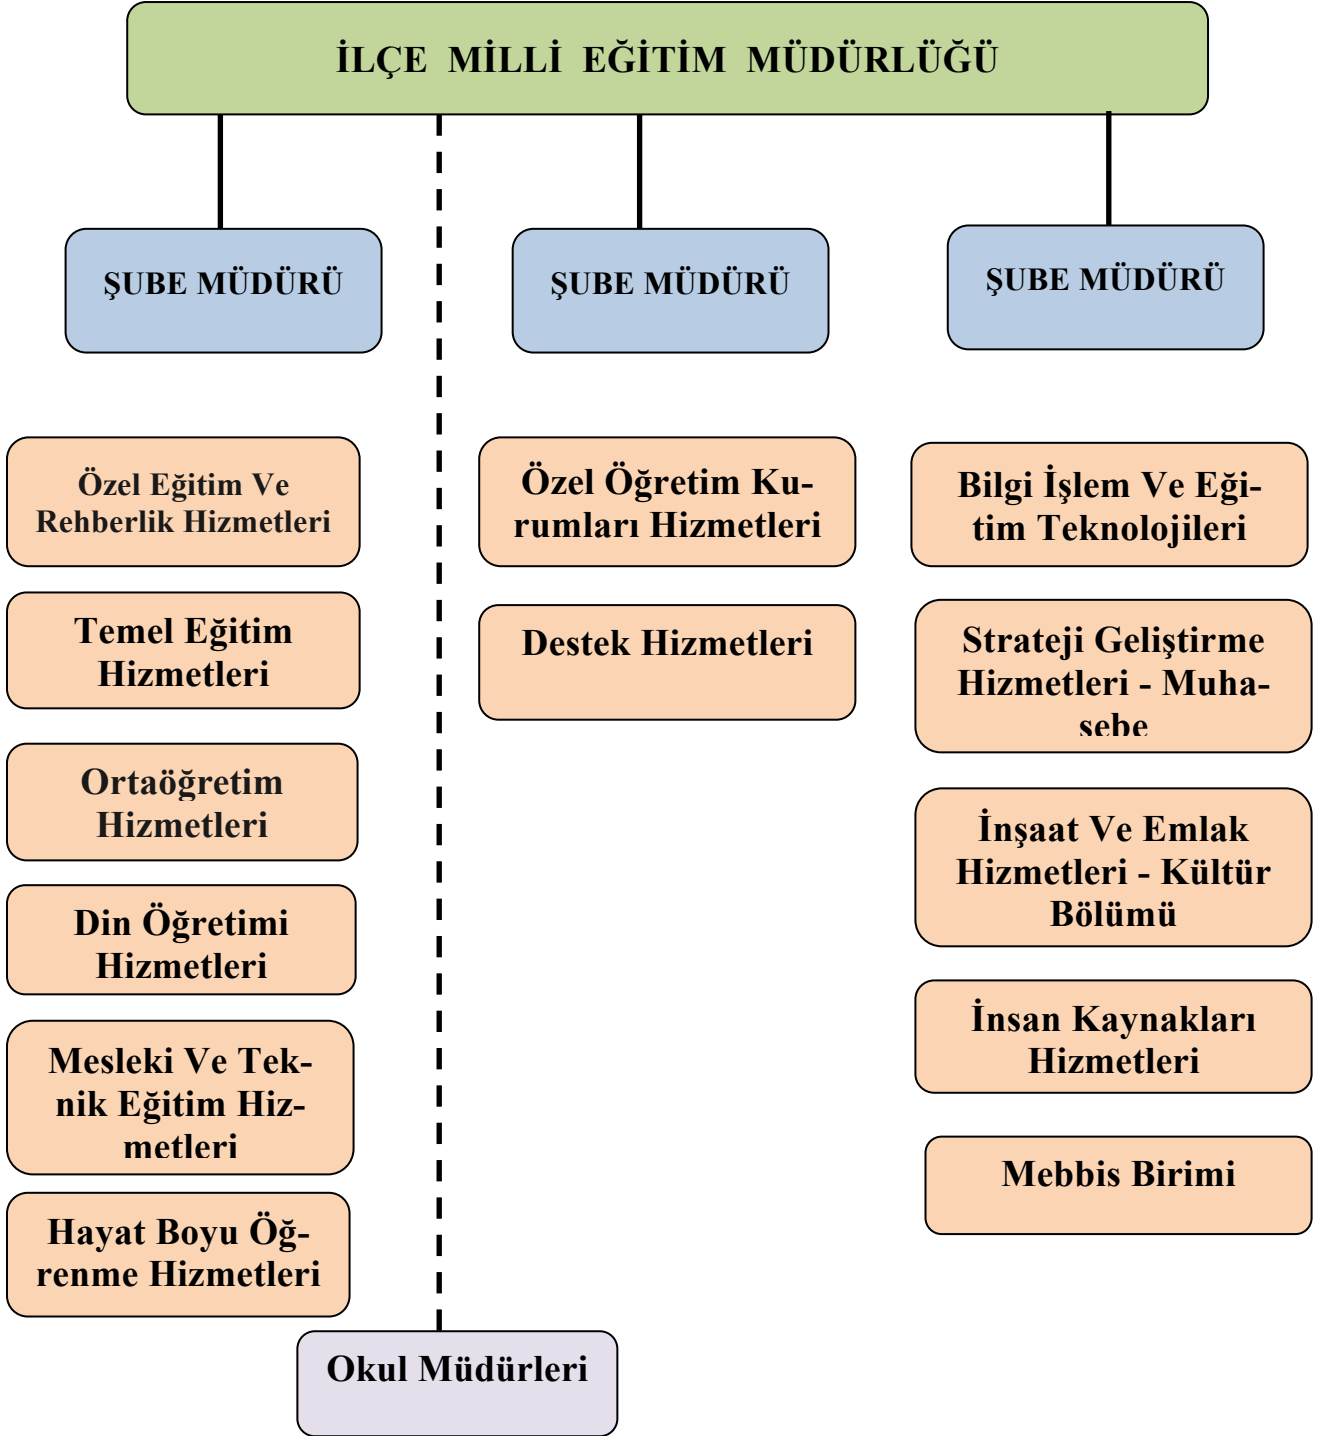 İLÇE MİLLİ EĞİTİM MÜDÜRLÜĞÜ
ŞUBE MÜDÜRÜ
ŞUBE MÜDÜRÜ
ŞUBE MÜDÜRÜ
Özel Eğitim Ve
Rehberlik Hizmetleri
Temel Eğitim
Hizmetleri
Ortaöğretim
Hizmetleri
Din Öğretimi
Hizmetleri
Mesleki Ve Tek-
nik Eğitim Hiz-
metleri
Hayat Boyu Öğ-
renme Hizmetleri
Özel Öğretim Ku-
rumları Hizmetleri
Destek Hizmetleri
Bilgi İşlem Ve Eği-
tim Teknolojileri
Strateji Geliştirme
Hizmetleri - Muha-
sebe
İnşaat Ve Emlak
Hizmetleri - Kültür
Bölümü
İnsan Kaynakları
Hizmetleri
Mebbis Birimi
Okul Müdürleri